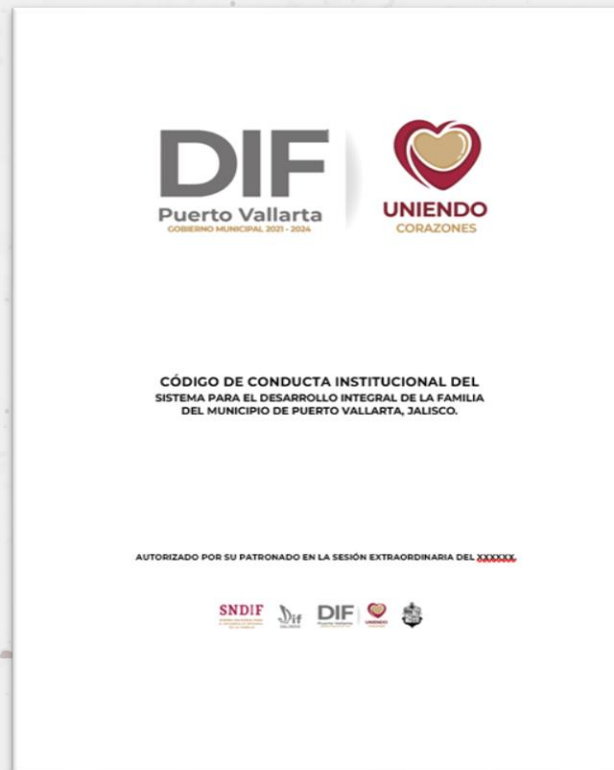 DIF
Puerto Vallarta
GOBIERNO MUNICIPAL 2021 - 2024
UNIENDO
CORAZONES
CÓDIGO DE CONDUCTA INSTITUCIONAL DEL
SISTEMA PARA EL DESARROLLO INTEGRAL DE LA FAMILIA
DEL MUNICIPIO DE PUERTO VALLARTA, JALISCO.
AUTORIZADO POR SU PATRONADO EN LA SESIÓN EXTRAORDINARIA DEL XXXXXX.
SNDIF
Dif
DIF
Puerto Vallarta
UNIENDO